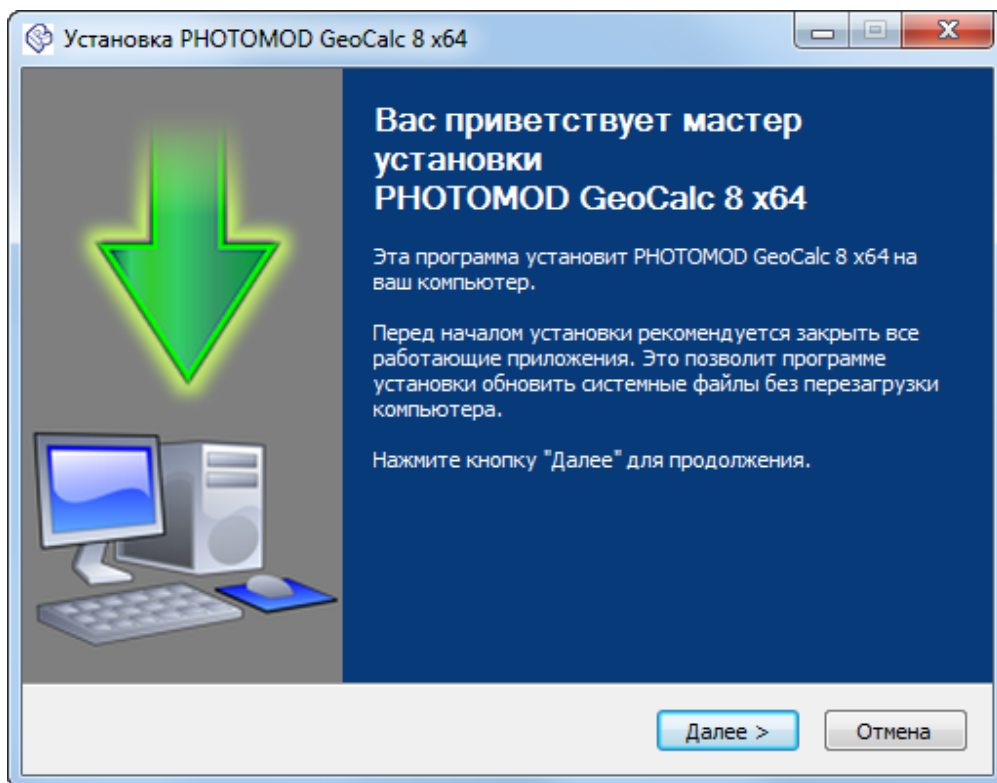 Установка PHOTOMOD GeoCalc 8 x64
Вас приветствует мастер
установки
PHOTOMOD GeoCalc 8 x64
Эта программа установит PHOTOMOD GeoCalc 8 x64 на
ваш компьютер.
Перед началом установки рекомендуется закрыть все
работающие приложения. Это позволит программе
установки обновить системные файлы без перезагрузки
компьютера.
Нажмите кнопку "Далее" для продолжения.
Далее >
Отмена